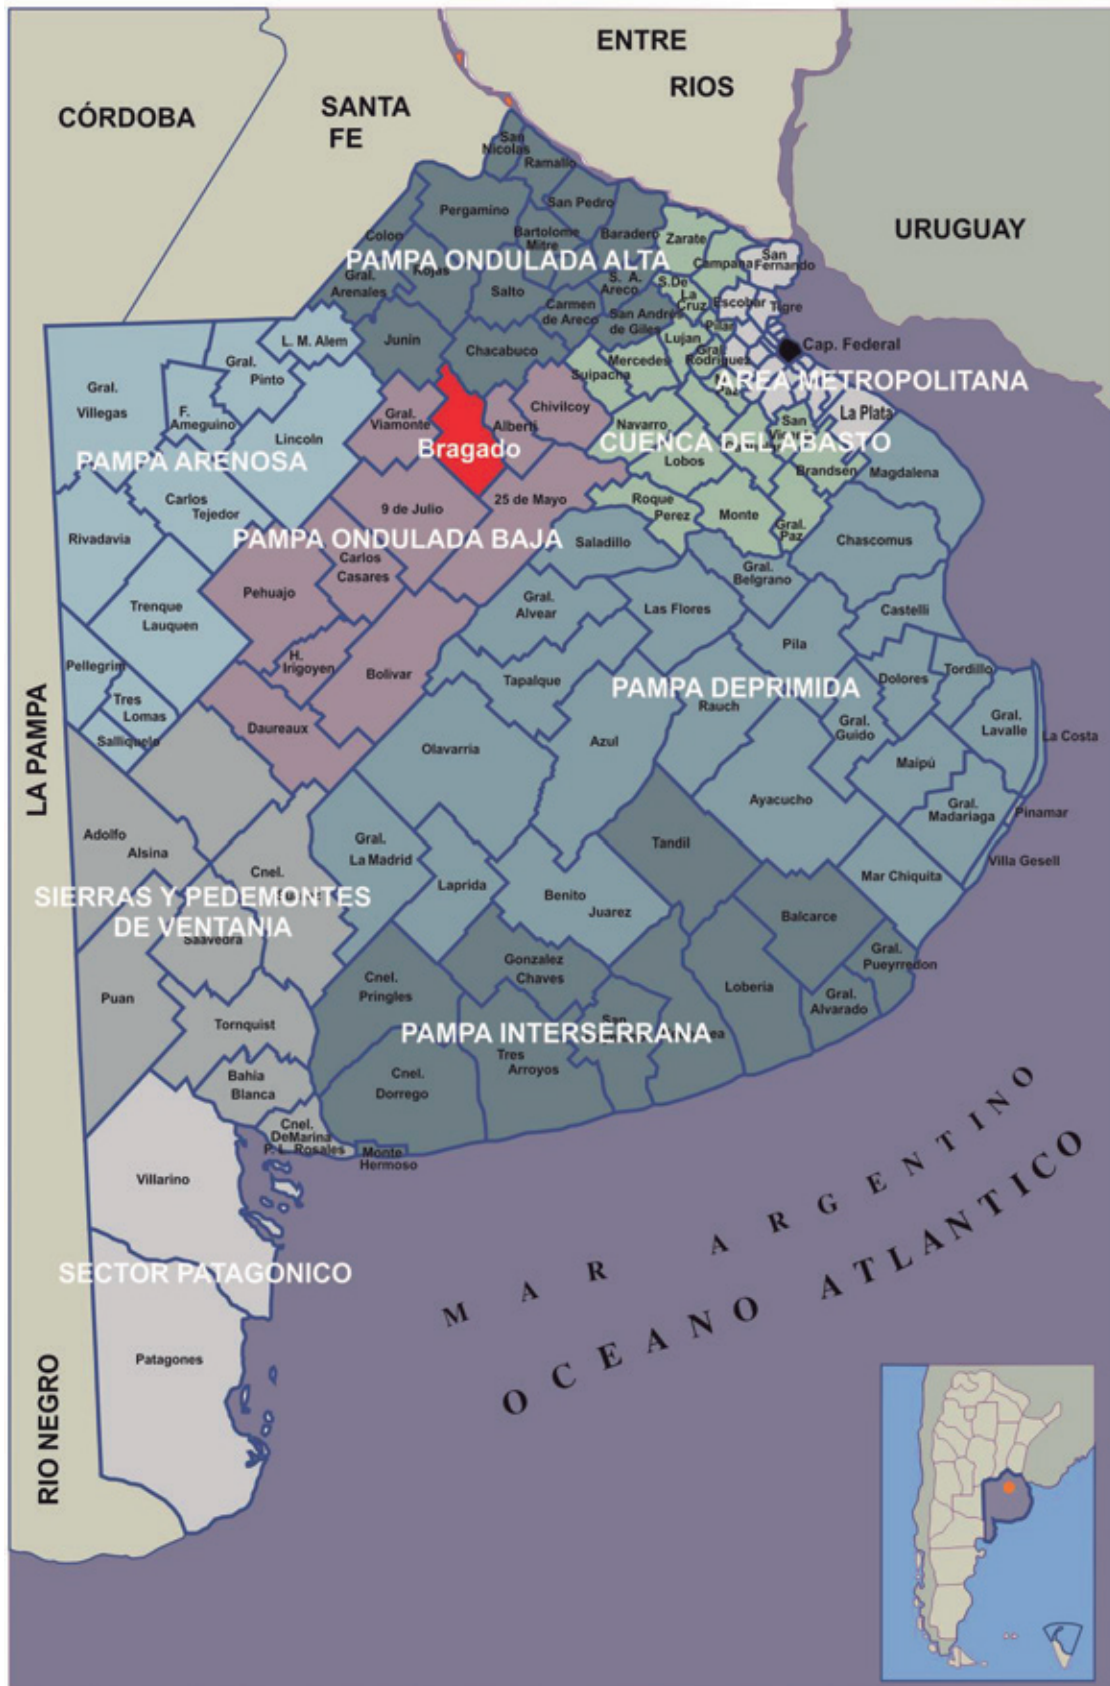 ENTRE
RIOS
CÓRDOBA
SANTA
FE
URUGUAY
San
Nicolas
Ramallo
San Pedro
Pergamino
Bartolome
Mitre
Baradero
Zarate
Campana
San
Fernando
Colon
PAMPA ONDULADA ALTA
Rojas
Gral.
Arenales
Salto
S. A.
Areco
S.De
La
Cruz
Escobar
Tigre
Carmen
de Areco
San Andrés
de Giles
Pilar
L. M. Alem
Junín
Chacabuco
Lujan
Cap. Federal
Mercedes
Gral.
Rodriguez
Suipacha
Gral.
Pinto
Gral.
Villegas
F.
Ameguino
AREA METROPOLITANA
Paz
Gral.
Viamonte
Chivilcoy
Alberti
Bragado
Navarro
San
La Plata
Lincoln
CUENCA DEL ABASTO
PAMPA ARENOSA
Lobos
Brandsen
Magdalena
Carlos
Tejedor
9 de Julio
25 de Mayo
Roque
Perez
Monte
Gral.
Paz
Rivadavia
PAMPA ONDULADA BAJA
Saladillo
Chascomus
Carlos
Casares
Gral.
Belgrano
Pehuajo
Gral.
Alvear
Las Flores
Castelli
Trenque
Lauquen
Pila
H.
Irigoyen
Pellegrim
Bolivar
Tapalque
PAMPA DEPRIMIDA
Dolores
Tordillo
Tres
Lomas
Rauch
Gral.
Guido
Gral.
Lavalle
La Costa
Salliquelo
Daureaux
Olavarria
Azul
LA PAMPA
Maipú
Ayacucho
Gral.
Madariaga
Pinamar
Adolfo
Alsina
Gral.
La Madrid
Tandil
Villa Gesell
Cnel.
Laprida
Mar Chiquita
Benito
Juarez
SIERRAS Y PEDEMONTES
DE VENTANIA
Saavedra
Balcarce
Gonzalez
Chaves
Gral.
Pueyrredon
Cnel.
Pringles
Loberia
Puan
Gral.
Alvarado
Tornquist
San
PAMPA INTERSERRANA
Tres
Arroyos
Bahia
Blanca
Cnel.
Dorrego
Cnel.
DeMarina
P. L. Rosales
Monte
Hermoso
Villarino
MAR ARGENTINO
OCEANO ATLANTICO
SECTOR PATAGONICO
Patagones
RIO NEGRO